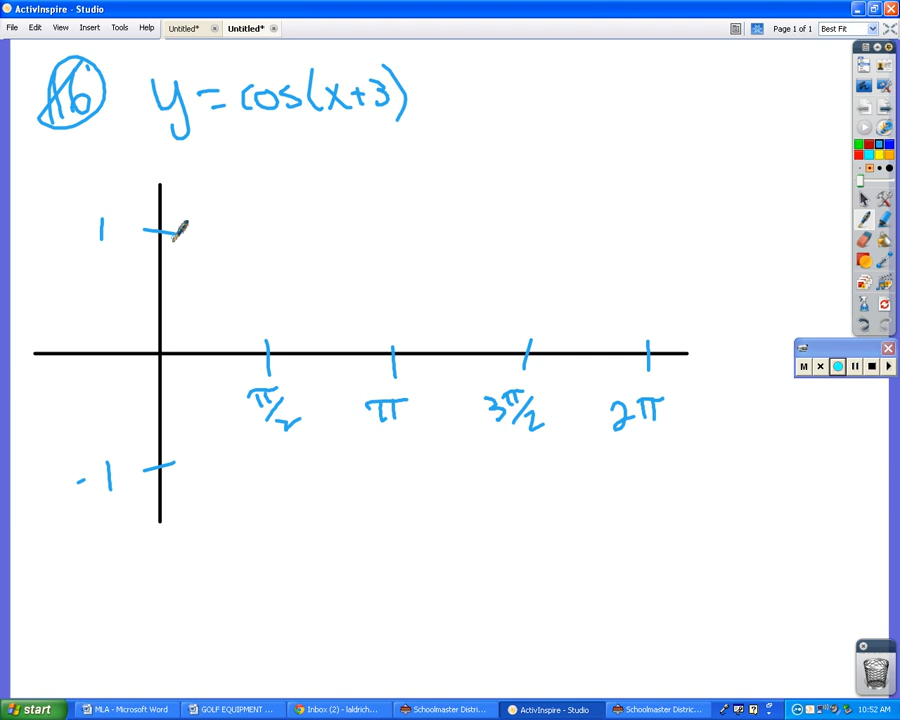 ActivInspire - Studio
File Edit View Insert Tools Help Untitled* Untitled* Page 1 of 1 Best Fit
16 y = cos(x+3)
1
π/2 π 3π/2 2π
-1
M
start MLA - Microsoft Word GOLF EQUIPMENT ... Inbox (2) - laldrich... Schoolmaster Distri... ActivInspire - Studio Schoolmaster Distri... 10:52 AM